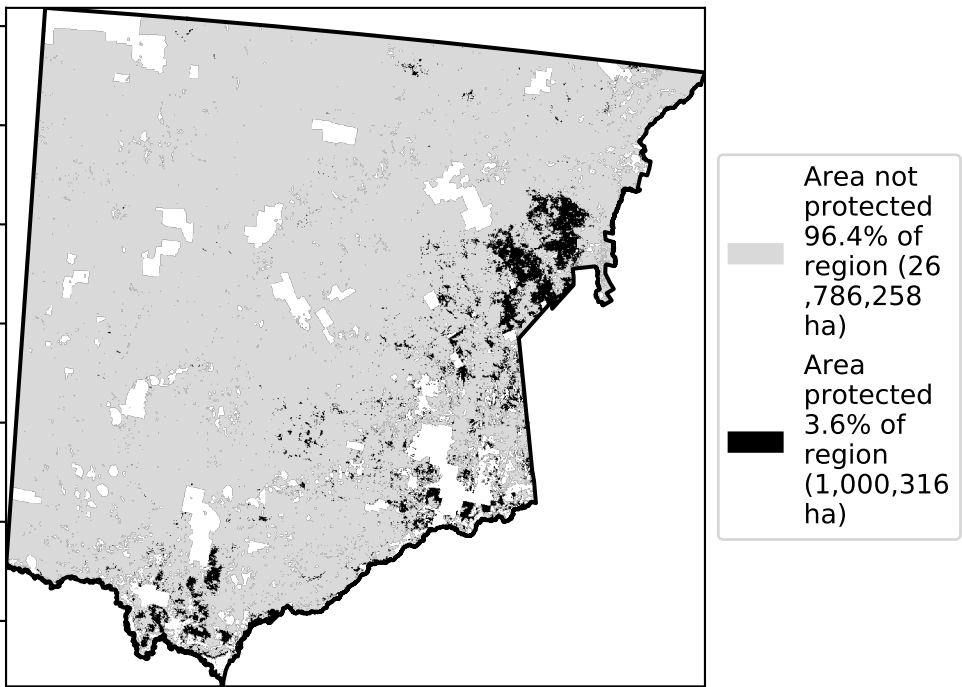 Area not
protected
96.4% of
region (26
,786,258
ha)
Area
protected
3.6% of
region
(1,000,316
ha)